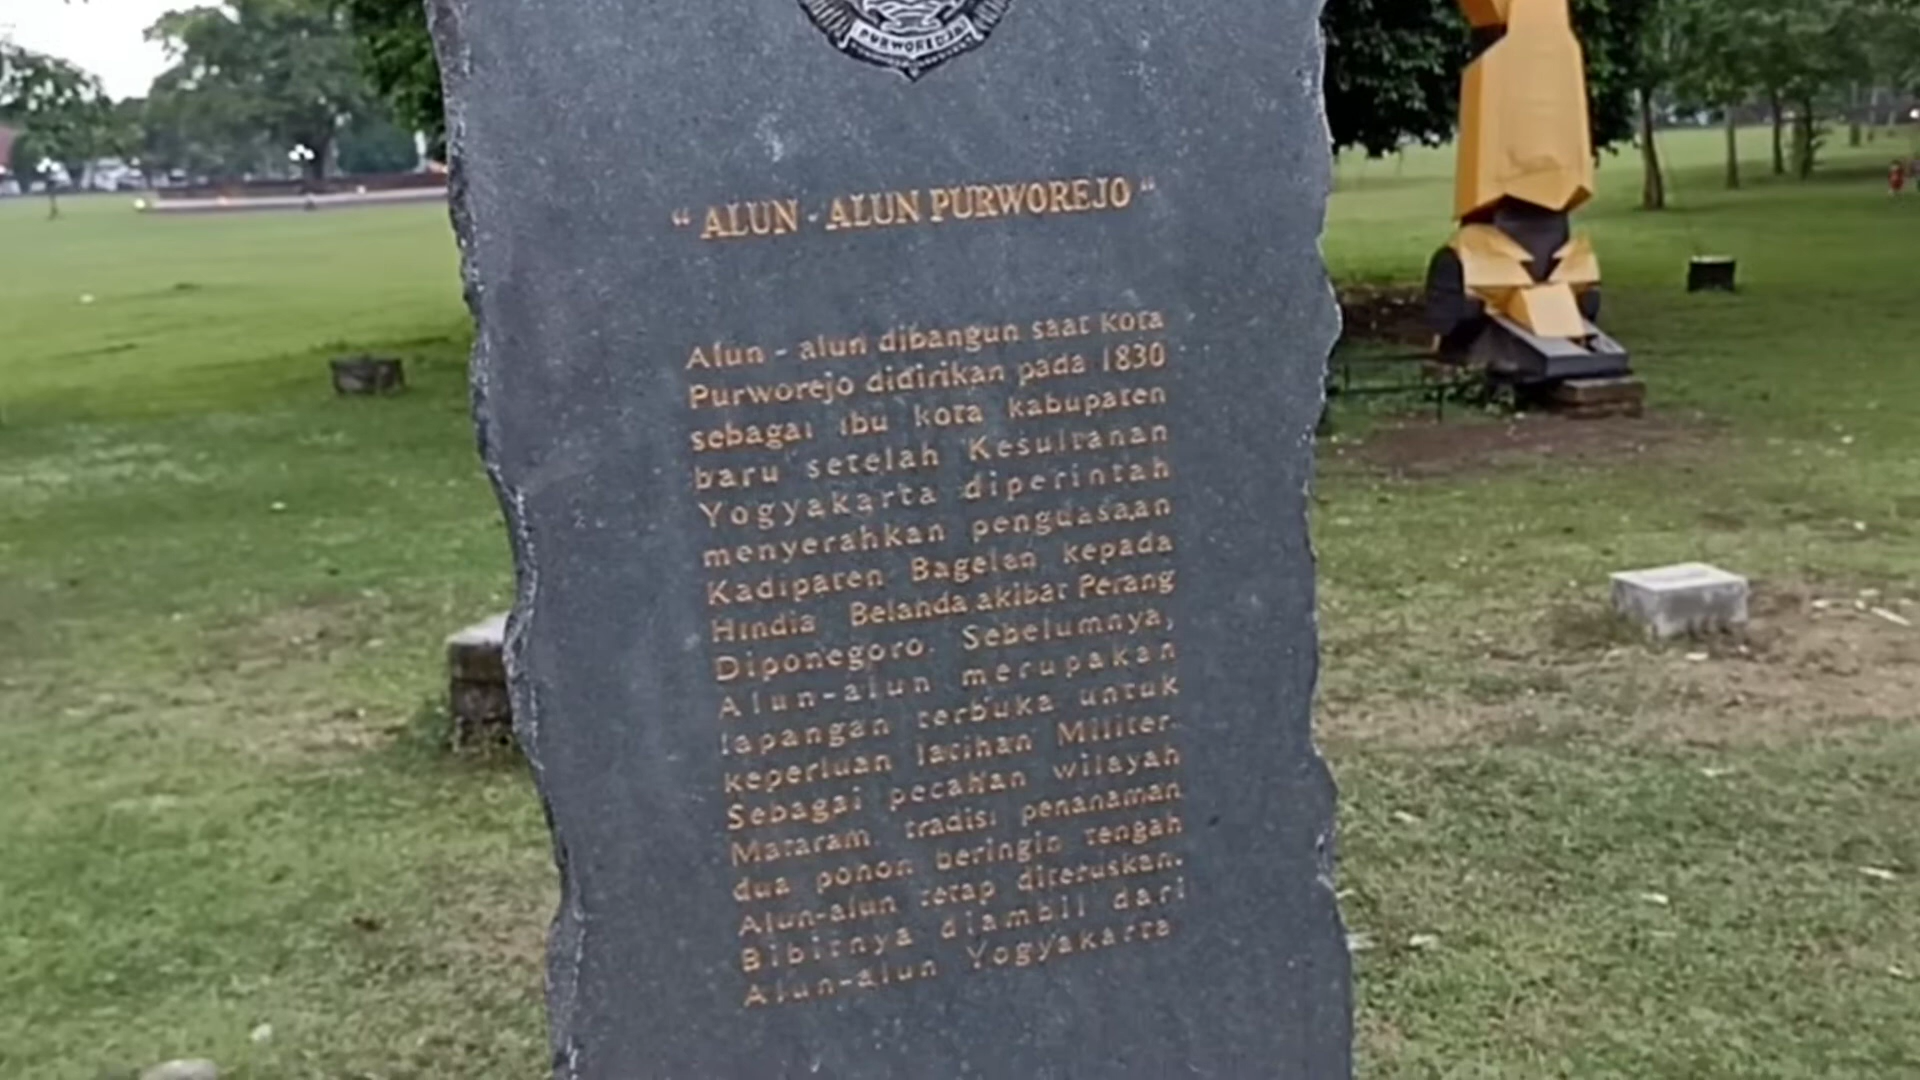 PURWOREDJO
“ ALUN - ALUN PURWOREJO “
Alun - alun dibangun saat Kota
Purworejo didirikan pada 1830
sebagai ibu kota kabupaten
baru setelah Kesultanan
Yogyakarta diperintah
menyerahkan penguasaan
Kadipaten Bagelan kepada
Hindia Belanda akibat Perang
Diponegoro. Sebelumnya,
Alun-alun merupakan
lapangan terbuka untuk
keperluan latihan Militer.
Sebagai pecahan wilayah
Mataram tradisi penanaman
dua pohon beringin tengah
Alun-alun tetap diteruskan.
Bibitnya diambil dari
Alun-alun Yogyakarta